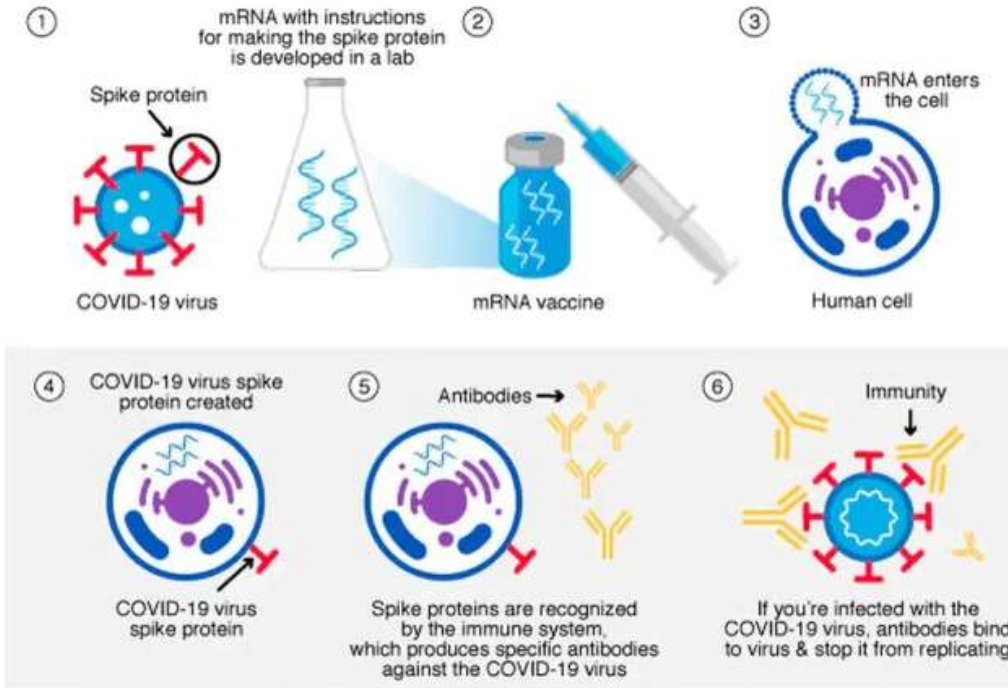 ①
Spike protein
COVID-19 virus
mRNA with instructions
for making the spike protein
is developed in a lab
②
mRNA vaccine
③
mRNA enters
the cell
Human cell
④
COVID-19 virus spike
protein created
COVID-19 virus
spike protein
⑤
Antibodies
Spike proteins are recognized
by the immune system,
which produces specific antibodies
against the COVID-19 virus
⑥
Immunity
If you're infected with the
COVID-19 virus, antibodies bind
to virus & stop it from replicating